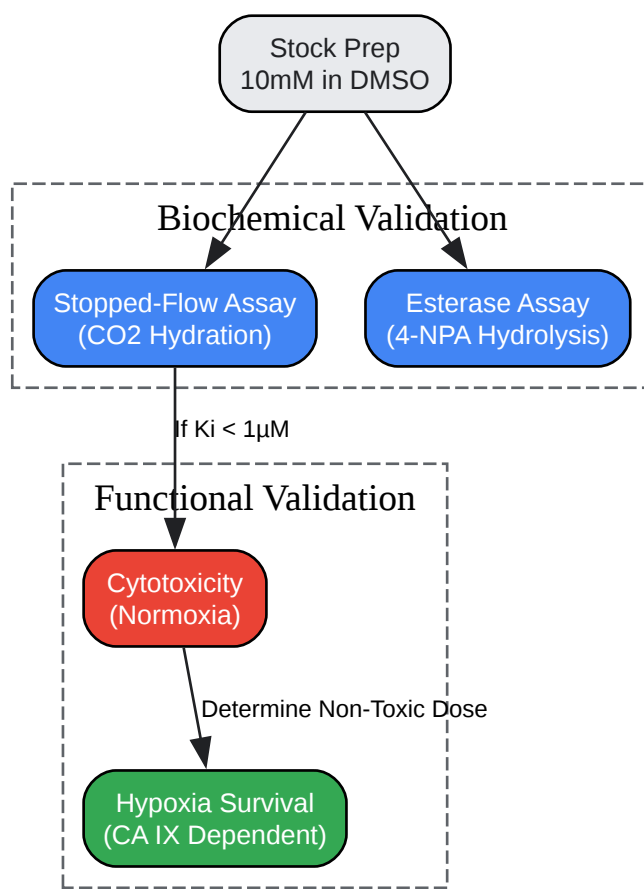 Stock Prep
10mM in DMSO
Biochemical Validation
Stopped-Flow Assay
(CO2 Hydration)
Esterase Assay
(4-NPA Hydrolysis)
If Ki < 1µM
Functional Validation
Cytotoxicity
(Normoxia)
Determine Non-Toxic Dose
Hypoxia Survival
(CA IX Dependent)